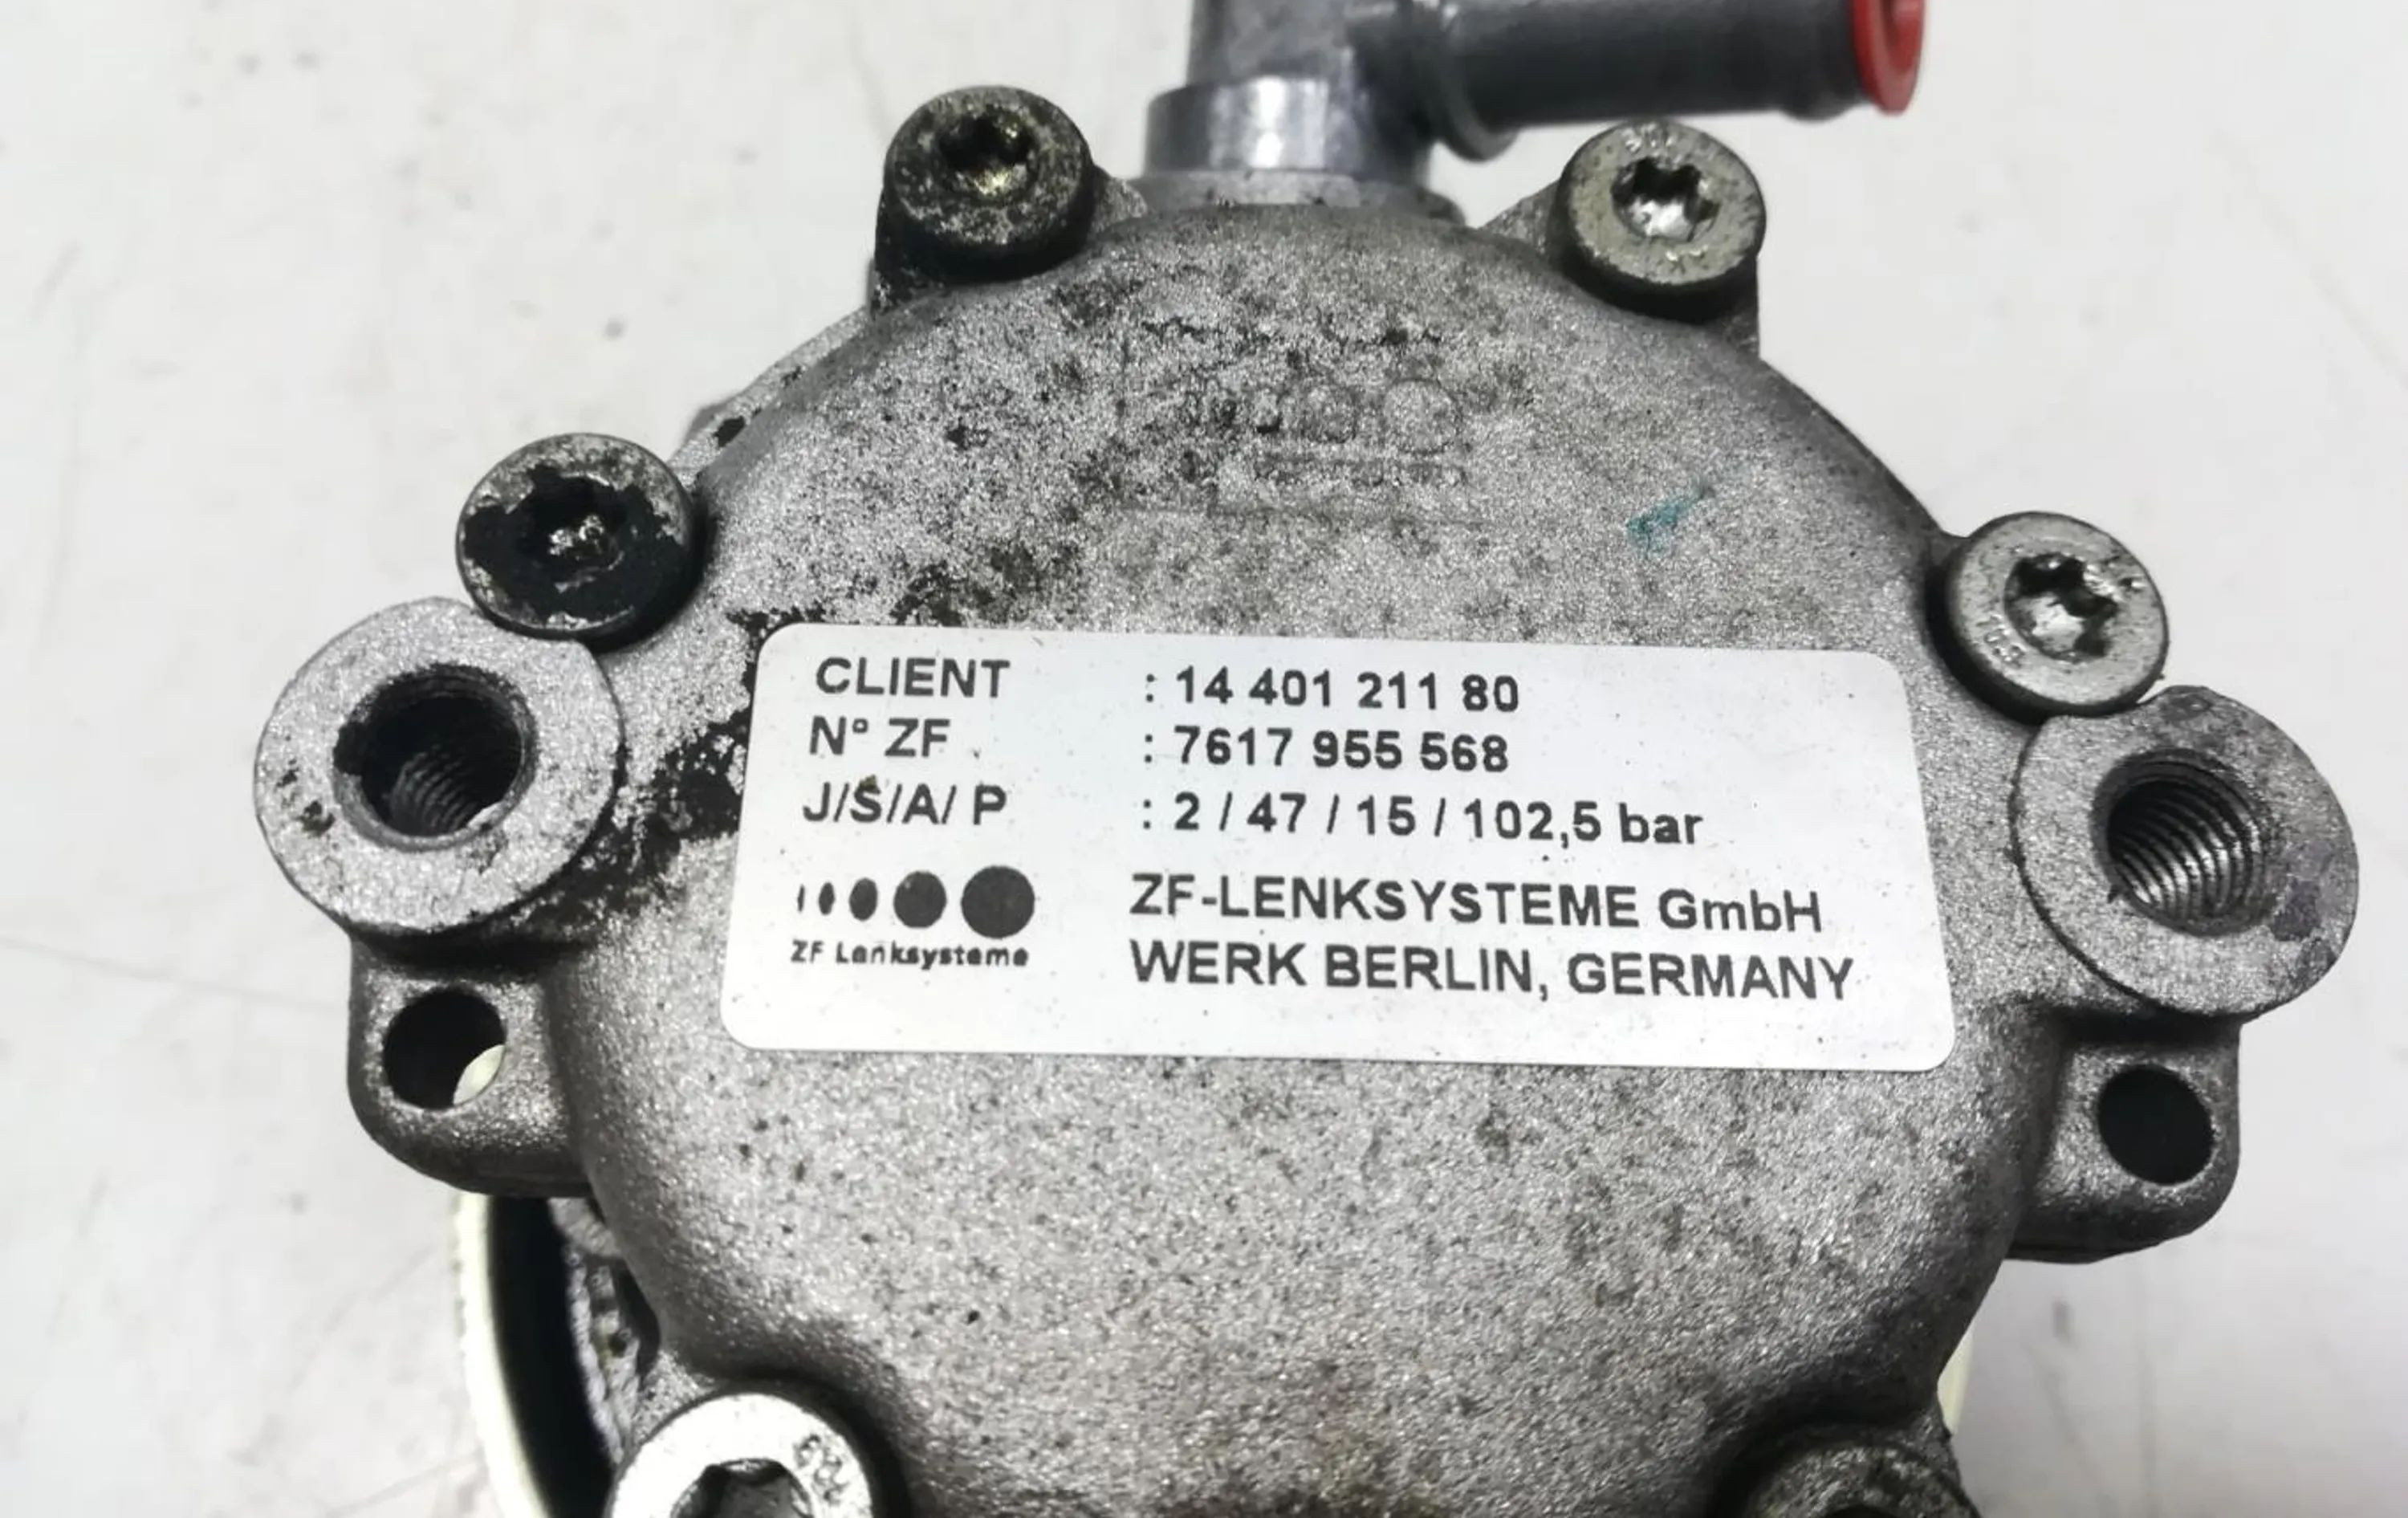 CLIENT : 14 401 211 80
N° ZF : 7617 955 568
J/S/A/ P : 2 / 47 / 15 / 102,5 bar
ZF-LENKSYSTEME GmbH
ZF Lenksysteme
WERK BERLIN, GERMANY